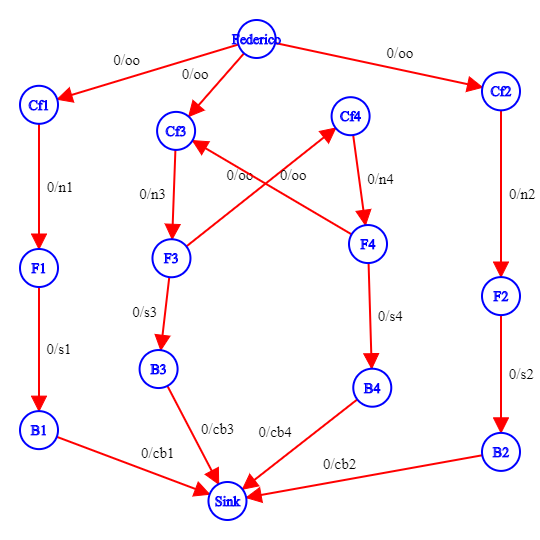 Federico
0/oo
0/oo
0/oo
Cf1
Cf2
Cf3
Cf4
0/oo
0/oo
0/n4
0/n1
0/n3
0/n2
F1
F3
F4
F2
0/s3
0/s4
0/s1
0/s2
B3
B4
B1
B2
0/cb1
0/cb3
0/cb4
0/cb2
Sink